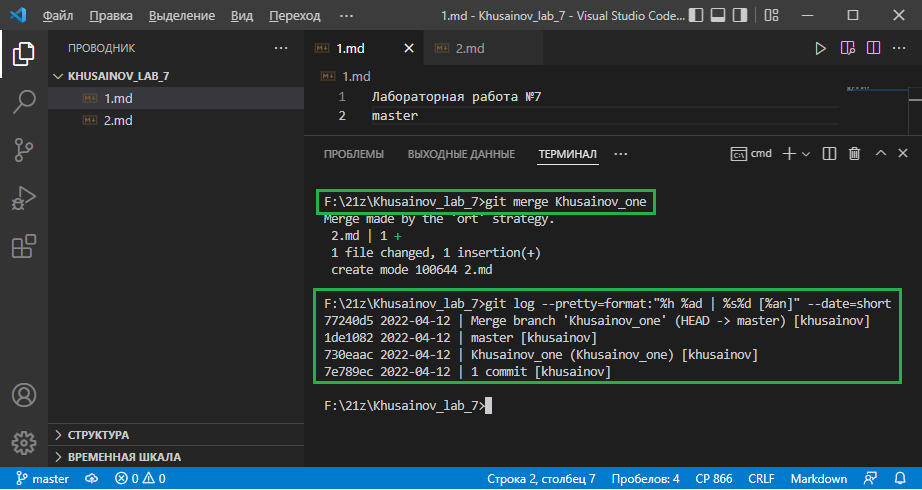 Файл Правка Выделение Вид Переход ··· 1.md - Khusainov_lab_7 - Visual Studio Code...
ПРОВОДНИК ···
KHUSAINOV_LAB_7
1.md
2.md
СТРУКТУРА
ВРЕМЕННАЯ ШКАЛА
1.md 2.md
1.md
1 Лабораторная работа №7
2 master
ПРОБЛЕМЫ ВЫХОДНЫЕ ДАННЫЕ ТЕРМИНАЛ ··· cmd
F:\21z\Khusainov_lab_7>git merge Khusainov_one
Merge made by the 'ort' strategy.
2.md | 1 +
1 file changed, 1 insertion(+)
create mode 100644 2.md
F:\21z\Khusainov_lab_7>git log --pretty=format:"%h %ad | %s%d [%an]" --date=short
77240d5 2022-04-12 | Merge branch 'Khusainov_one' (HEAD -> master) [khusainov]
1de1082 2022-04-12 | master [khusainov]
730eaac 2022-04-12 | Khusainov_one (Khusainov_one) [khusainov]
7e789ec 2022-04-12 | 1 commit [khusainov]
F:\21z\Khusainov_lab_7>
master 0 0 Строка 2, столбец 7 Пробелов: 4 CP 866 CRLF Markdown